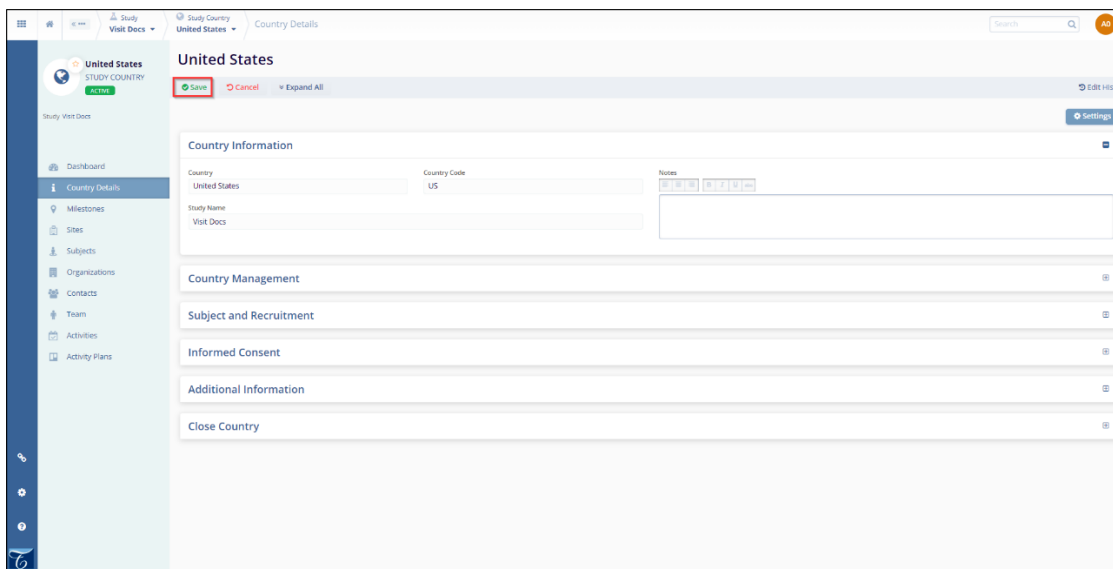 Study
Visit Docs
Study Country
United States
Country Details
Search
AD
United States
STUDY COUNTRY
ACTIVE
Study Visit Docs
Dashboard
Country Details
Milestones
Sites
Subjects
Organizations
Contacts
Team
Activities
Activity Plans
United States
Save Cancel Expand All Edit His
Settings
Country Information
Country Country Code Notes
United States US
B I U abc
Study Name
Visit Docs
Country Management
Subject and Recruitment
Informed Consent
Additional Information
Close Country